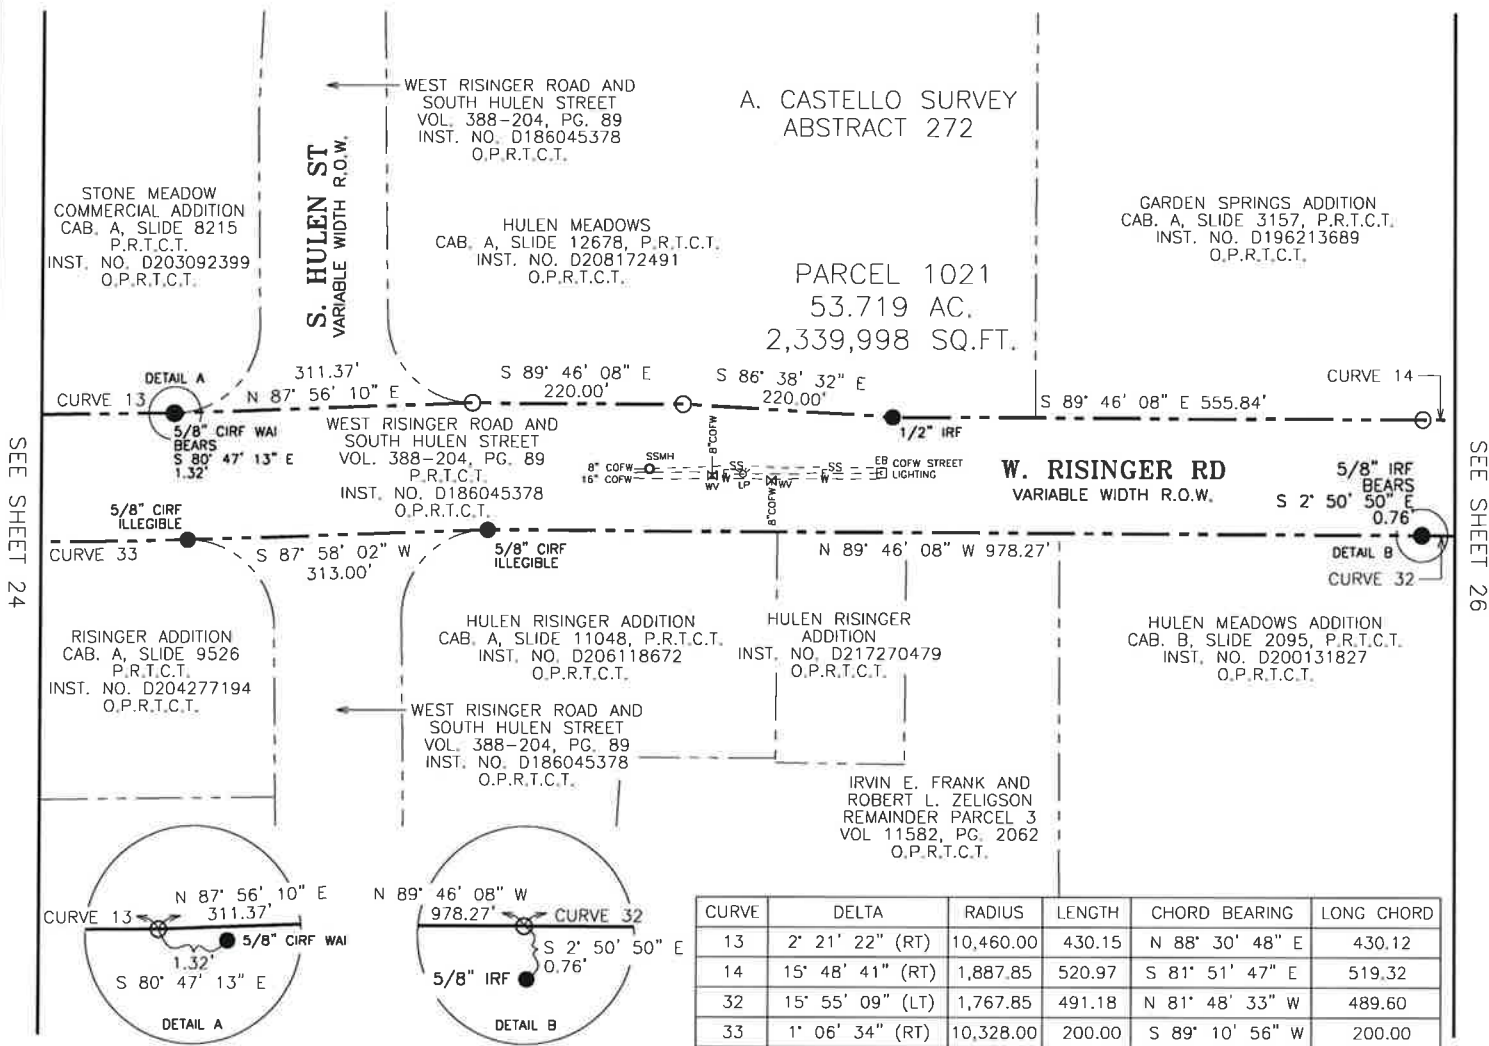 WEST RISINGER ROAD AND
SOUTH HULEN STREET
VOL. 388-204, PG. 89
INST. NO. D186045378
O.P.R.T.C.T.
A. CASTELLO SURVEY
ABSTRACT 272
S. HULEN ST
VARIABLE WIDTH R.O.W.
STONE MEADOW
COMMERCIAL ADDITION
CAB. A, SLIDE 8215
P.R.T.C.T.
INST. NO. D203092399
O.P.R.T.C.T.
HULEN MEADOWS
CAB. A, SLIDE 12678, P.R.T.C.T.
INST. NO. D208172491
O.P.R.T.C.T.
GARDEN SPRINGS ADDITION
CAB. A, SLIDE 3157, P.R.T.C.T.
INST. NO. D196213689
O.P.R.T.C.T.
PARCEL 1021
53.719 AC.
2,339,998 SQ.FT.
DETAIL A
CURVE 13
311.37'
N 87° 56' 10" E
S 89° 46' 08" E
220.00'
S 86° 38' 32" E
220.00'
S 89° 46' 08" E 555.84'
CURVE 14
5/8" CIRF WAI
BEARS
S 80° 47' 13" E
1.32'
WEST RISINGER ROAD AND
SOUTH HULEN STREET
VOL. 388-204, PG. 89
P.R.T.C.T.
INST. NO. D186045378
O.P.R.T.C.T.
1/2" IRF
8"COFW
SSMH
8" COFW
16" COFW
SS
W
WV
LP
8"COFW
WV
SS
W
EB
COFW STREET
LIGHTING
W. RISINGER RD
VARIABLE WIDTH R.O.W.
5/8" IRF
BEARS
S 2° 50' 50" E
0.76'
SEE SHEET 24
SEE SHEET 26
5/8" CIRF
ILLEGIBLE
CURVE 33
S 87° 58' 02" W
313.00'
5/8" CIRF
ILLEGIBLE
N 89° 46' 08" W 978.27'
DETAIL B
CURVE 32
RISINGER ADDITION
CAB. A, SLIDE 9526
P.R.T.C.T.
INST. NO. D204277194
O.P.R.T.C.T.
HULEN RISINGER ADDITION
CAB. A, SLIDE 11048, P.R.T.C.T.
INST. NO. D206118672
O.P.R.T.C.T.
HULEN RISINGER
ADDITION
INST. NO. D217270479
O.P.R.T.C.T.
HULEN MEADOWS ADDITION
CAB. B, SLIDE 2095, P.R.T.C.T.
INST. NO. D200131827
O.P.R.T.C.T.
WEST RISINGER ROAD AND
SOUTH HULEN STREET
VOL. 388-204, PG. 89
INST. NO. D186045378
O.P.R.T.C.T.
IRVIN E. FRANK AND
ROBERT L. ZELIGSON
REMAINDER PARCEL 3
VOL 11582, PG. 2062
O.P.R.T.C.T.
N 87° 56' 10" E
311.37'
CURVE 13
5/8" CIRF WAI
1.32'
S 80° 47' 13" E
DETAIL A
N 89° 46' 08" W
978.27'
CURVE 32
S 2° 50' 50" E
0.76'
5/8" IRF
DETAIL B
CURVE DELTA RADIUS LENGTH CHORD BEARING LONG CHORD
13 2° 21' 22" (RT) 10,460.00 430.15 N 88° 30' 48" E 430.12
14 15° 48' 41" (RT) 1,887.85 520.97 S 81° 51' 47" E 519.32
32 15° 55' 09" (LT) 1,767.85 491.18 N 81° 48' 33" W 489.60
33 1° 06' 34" (RT) 10,328.00 200.00 S 89° 10' 56" W 200.00